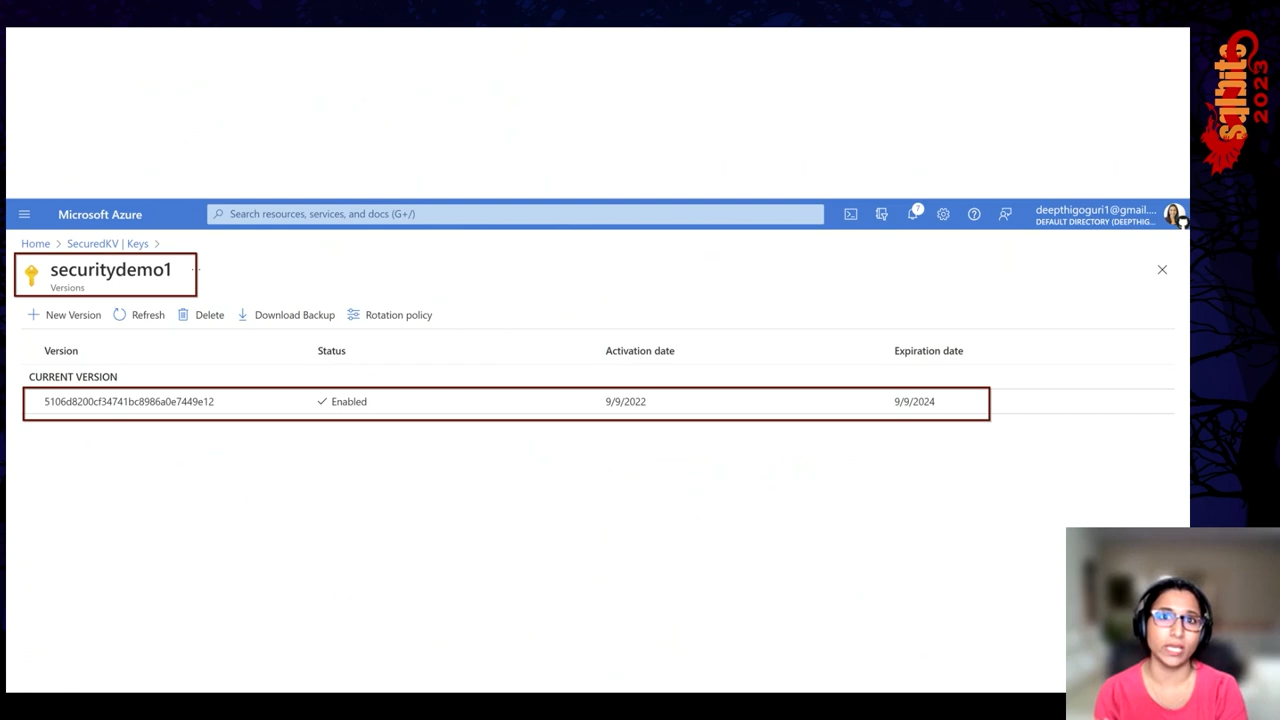 sqlbits
2023
Microsoft Azure
Search resources, services, and docs (G+/)
7
deepthigoguri1@gmail....
DEFAULT DIRECTORY (DEEPTHIG...
Home > SecuredKV | Keys >
securitydemo1 ...
Versions
New Version Refresh Delete Download Backup Rotation policy
Version Status Activation date Expiration date
CURRENT VERSION
5106d8200cf34741bc8986a0e7449e12 Enabled 9/9/2022 9/9/2024